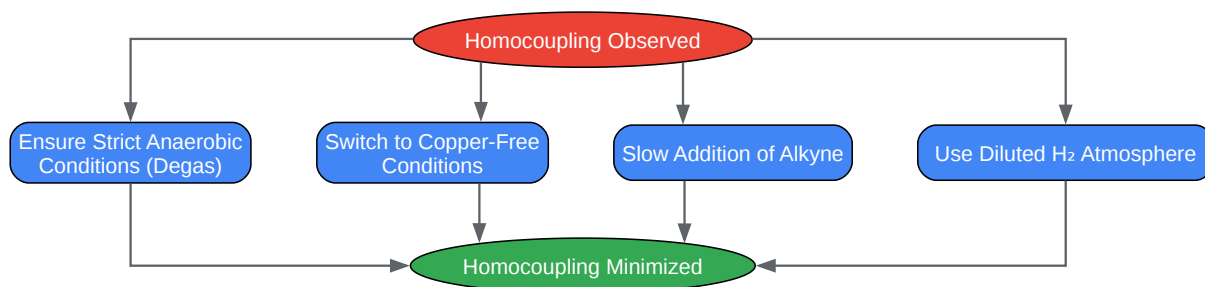 Homocoupling Observed
Ensure Strict Anaerobic
Conditions (Degas)
Switch to Copper-Free
Conditions
Slow Addition of Alkyne
Use Diluted H₂ Atmosphere
Homocoupling Minimized